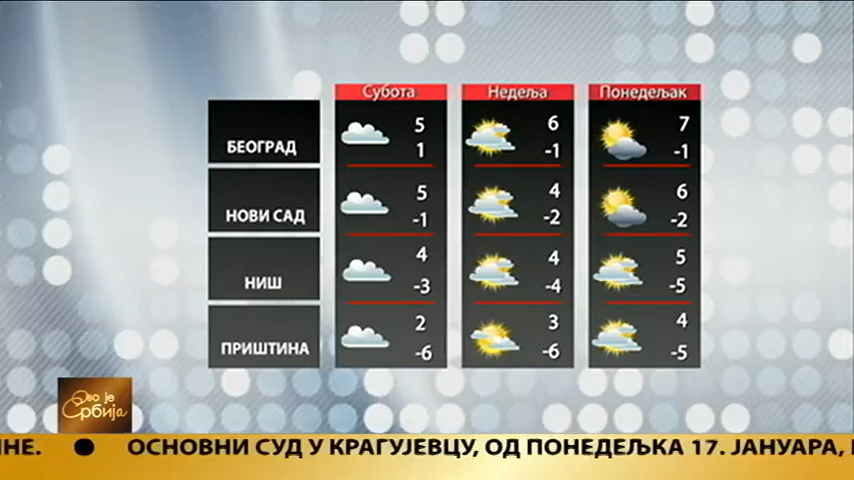 Субота Недеља Понедељак
БЕОГРАД 5 1 6 -1 7 -1
НОВИ САД 5 -1 4 -2 6 -2
НИШ 4 -3 4 -4 5 -5
ПРИШТИНА 2 -6 3 -6 4 -5
Ово је
Србија
НЕ. ● ОСНОВНИ СУД У КРАГУЈЕВЦУ, ОД ПОНЕДЕЉКА 17. ЈАНУАРА,